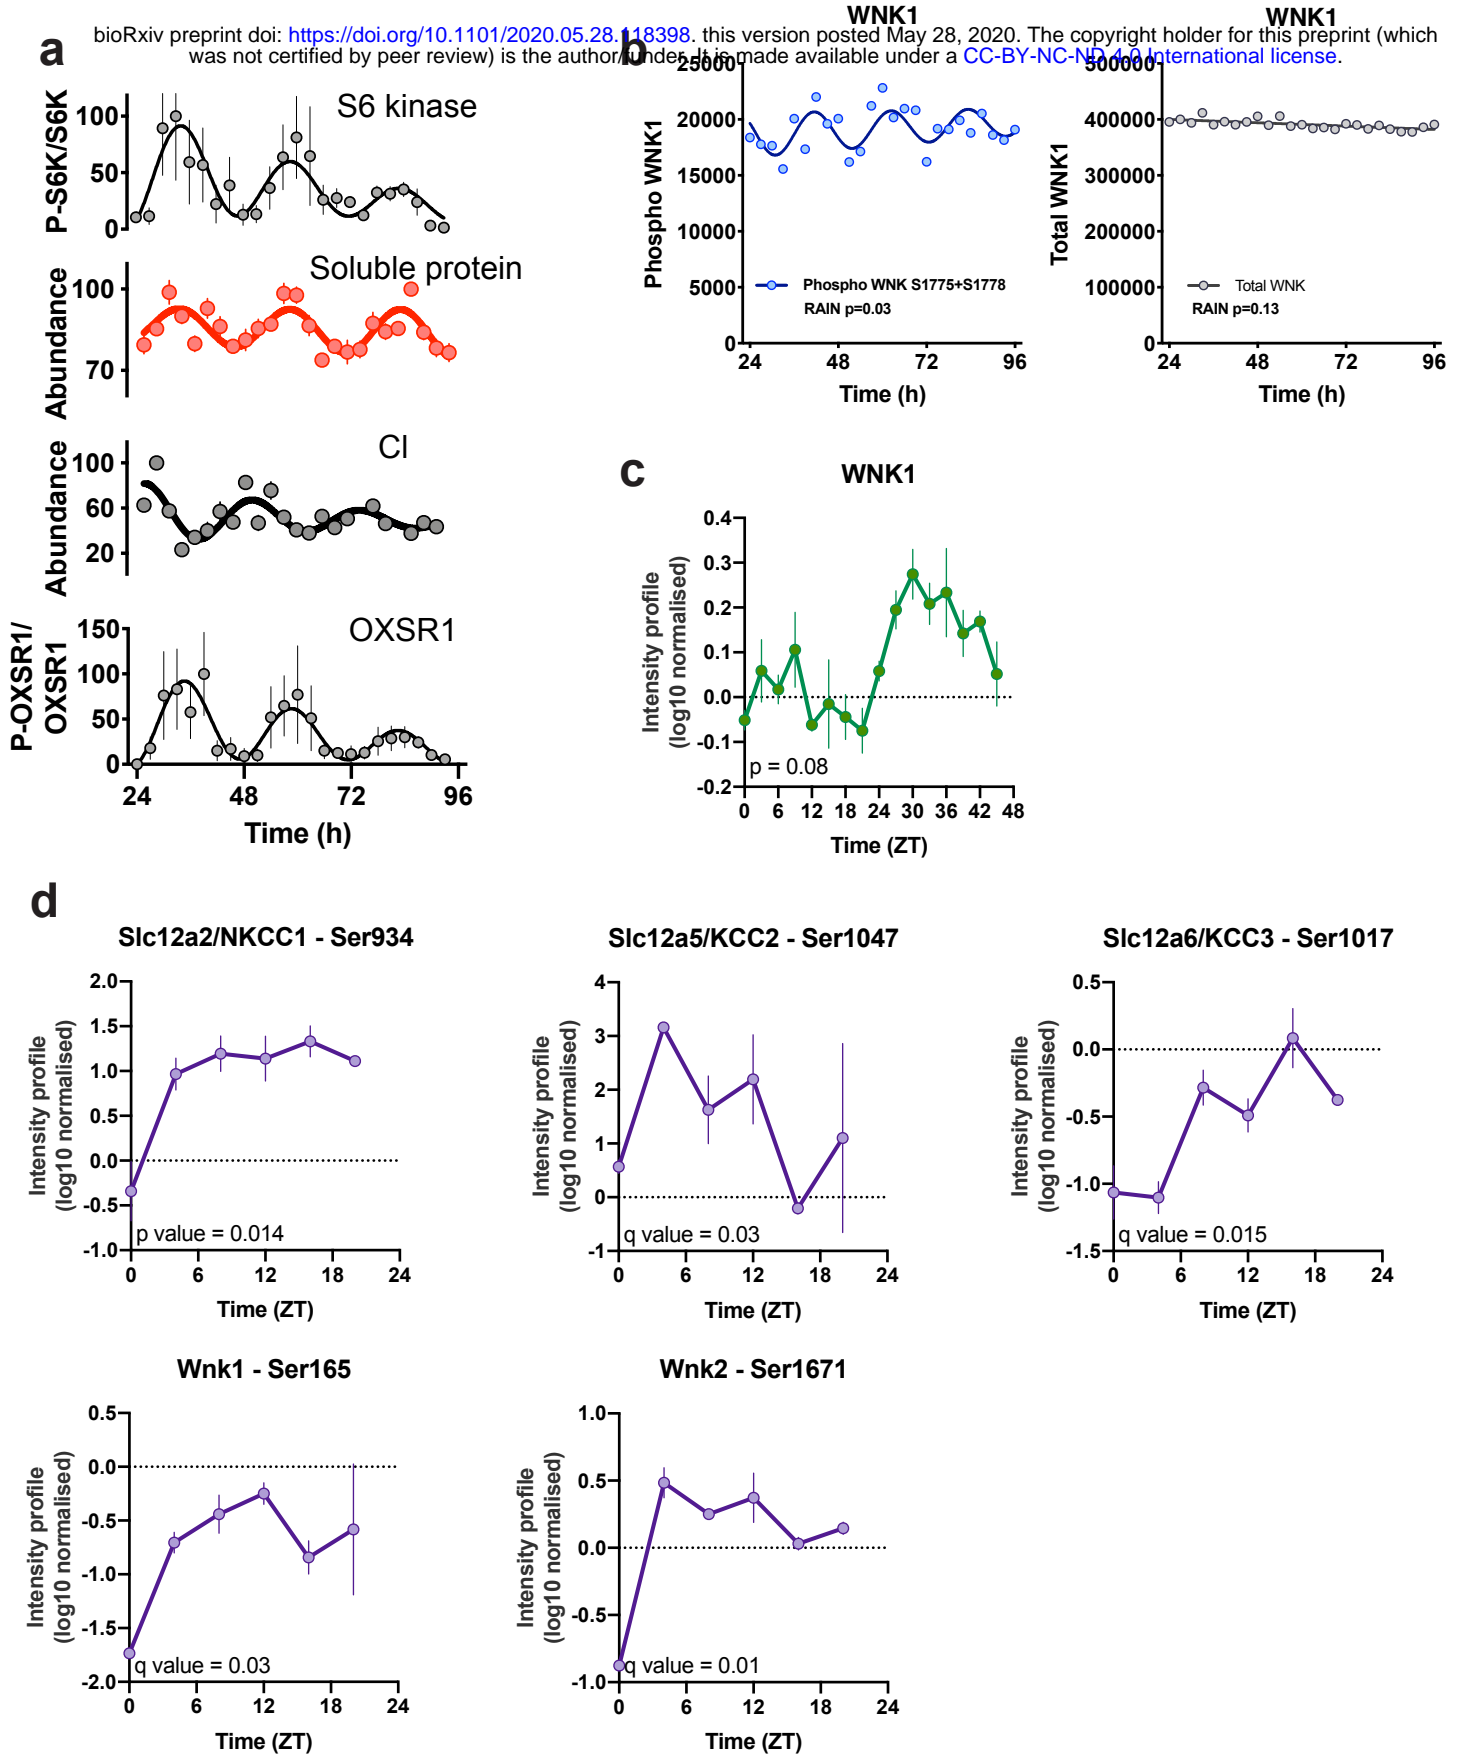 bioRxiv preprint doi: https://doi.org/10.1101/2020.05.28.118398. this version posted May 28, 2020. The copyright holder for this preprint (which
was not certified by peer review) is the author/funder. It is made available under a CC-BY-NC-ND 4.0 International license.
a
S6 kinase
P-S6K/S6K
100
50
0
Soluble protein
Abundance
100
70
Cl
Abundance
100
60
20
OXSR1
P-OXSR1/
OXSR1
150
100
50
0
24 48 72 96
Time (h)
b
WNK1
Phospho WNK1
25000
20000
15000
10000
5000
0
Phospho WNK S1775+S1778
RAIN p=0.03
24 48 72 96
Time (h)
WNK1
Total WNK1
500000
400000
300000
200000
100000
0
Total WNK
RAIN p=0.13
24 48 72 96
Time (h)
c
WNK1
Intensity profile
(log10 normalised)
0.4
0.3
0.2
0.1
0.0
-0.1
-0.2
p = 0.08
0 6 12 18 24 30 36 42 48
Time (ZT)
d
Slc12a2/NKCC1 - Ser934
Intensity profile
(log10 normalised)
2.0
1.5
1.0
0.5
0.0
-0.5
-1.0
p value = 0.014
0 6 12 18 24
Time (ZT)
Slc12a5/KCC2 - Ser1047
Intensity profile
(log10 normalised)
4
3
2
1
0
-1
q value = 0.03
0 6 12 18 24
Time (ZT)
Slc12a6/KCC3 - Ser1017
Intensity profile
(log10 normalised)
0.5
0.0
-0.5
-1.0
-1.5
q value = 0.015
0 6 12 18 24
Time (ZT)
Wnk1 - Ser165
Intensity profile
(log10 normalised)
0.5
0.0
-0.5
-1.0
-1.5
-2.0
q value = 0.03
0 6 12 18 24
Time (ZT)
Wnk2 - Ser1671
Intensity profile
(log10 normalised)
1.0
0.5
0.0
-0.5
-1.0
q value = 0.01
0 6 12 18 24
Time (ZT)